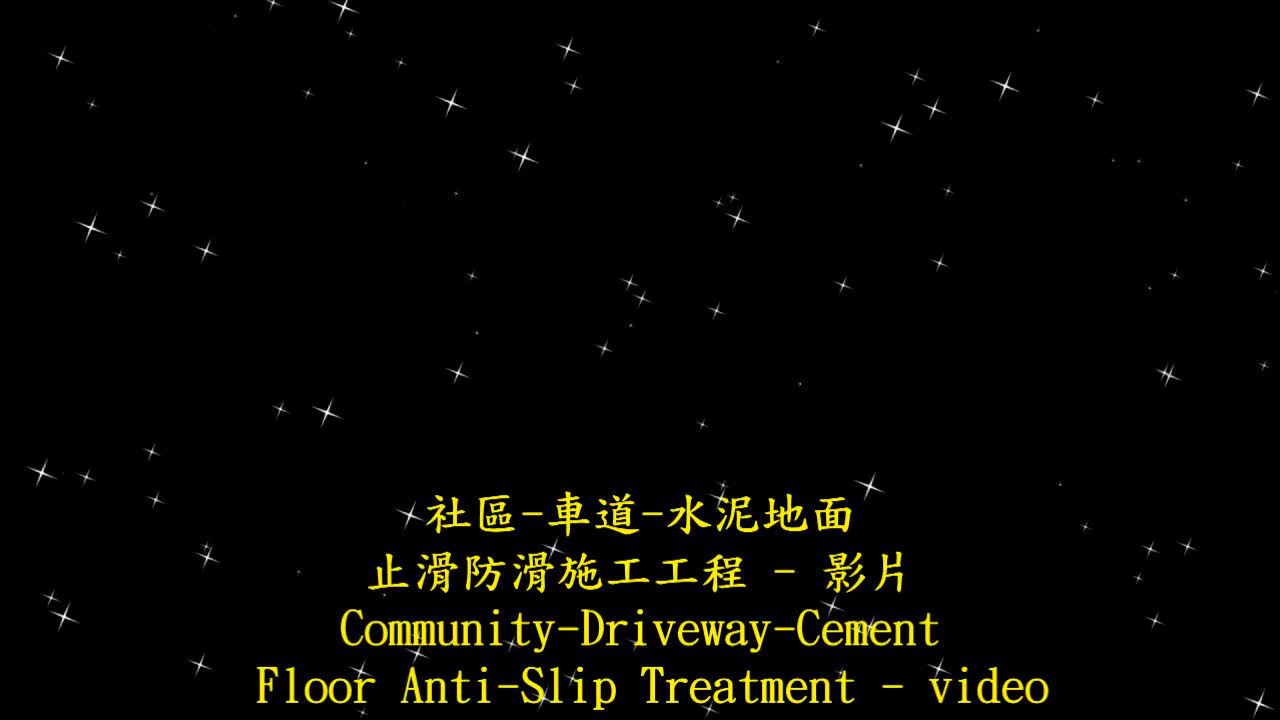 社區-車道-水泥地面
止滑防滑施工工程 - 影片
Community-Driveway-Cement
Floor Anti-Slip Treatment - video